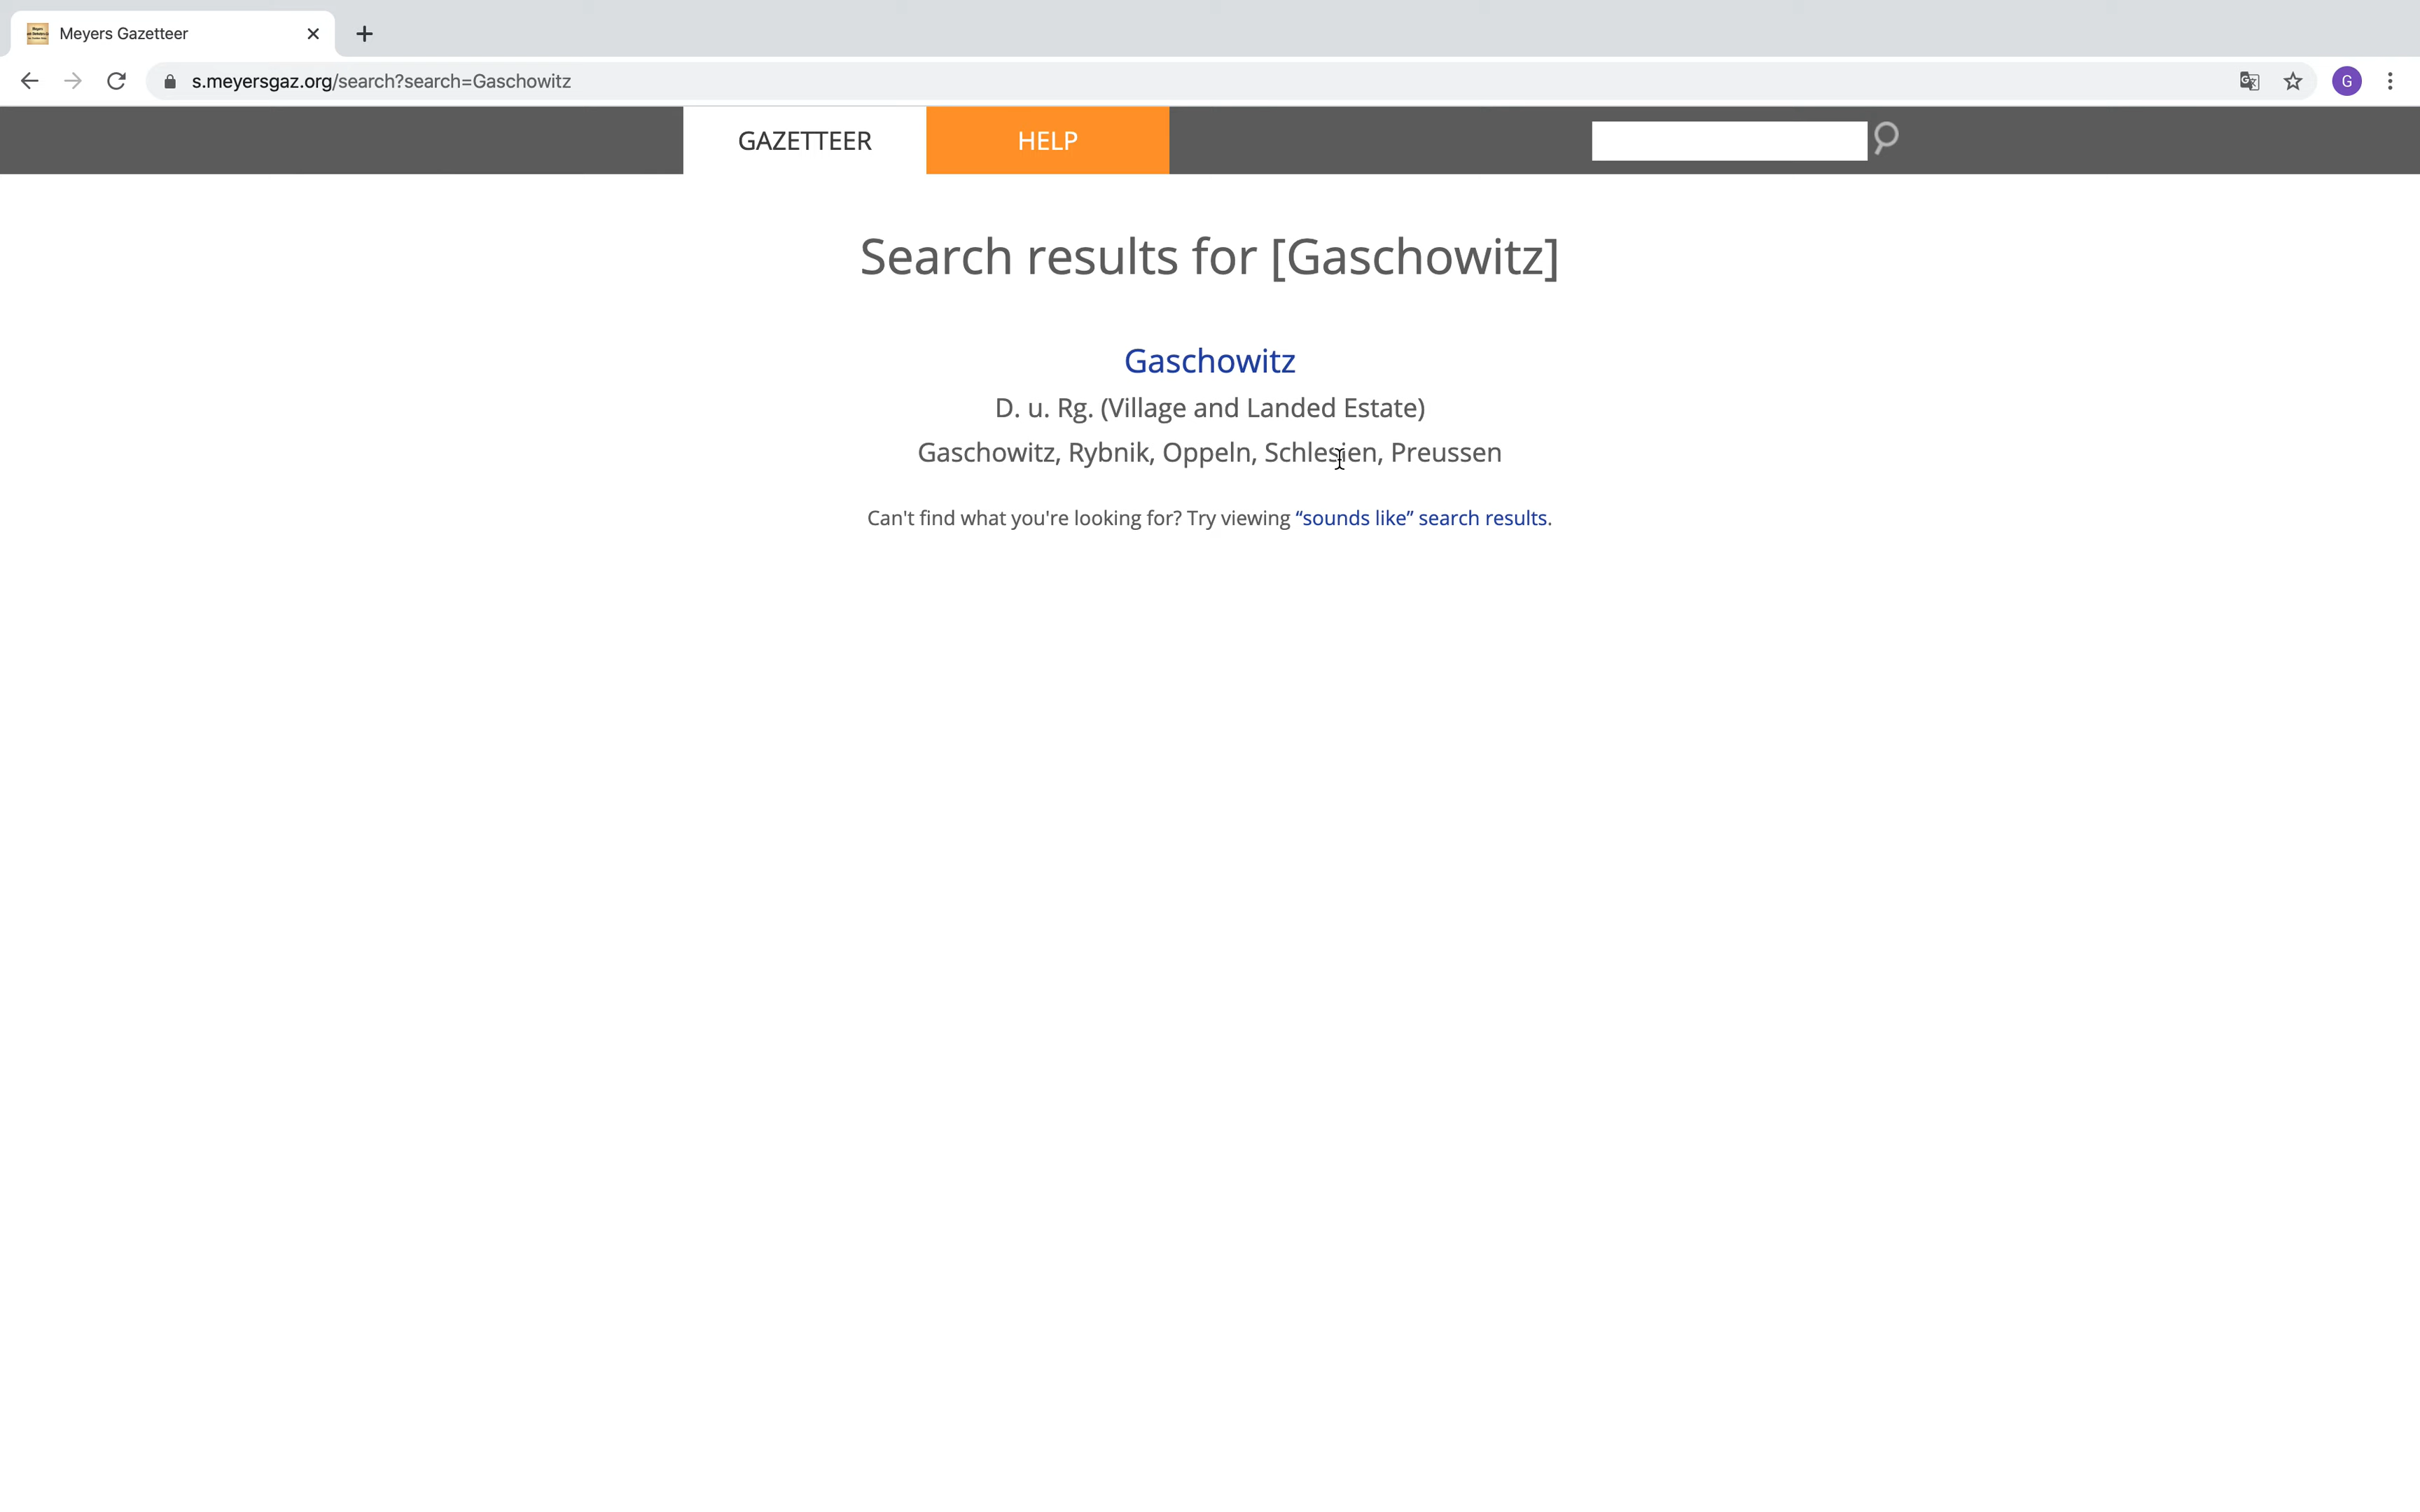 Meyers Gazetteer
s.meyersgaz.org/search?search=Gaschowitz
G
GAZETTEER
HELP
Search results for [Gaschowitz]
Gaschowitz
D. u. Rg. (Village and Landed Estate)
Gaschowitz, Rybnik, Oppeln, Schlesien, Preussen
Can't find what you're looking for? Try viewing “sounds like” search results.